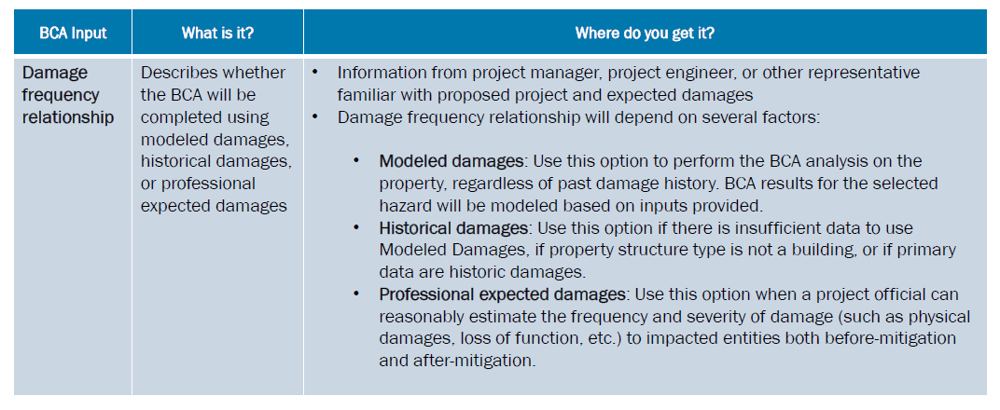 BCA Input
What is it?
Where do you get it?
Damage
frequency
relationship
Describes whether
the BCA will be
completed using
modeled damages,
historical damages,
or professional
expected damages
• Information from project manager, project engineer, or other representative
familiar with proposed project and expected damages
• Damage frequency relationship will depend on several factors:
• Modeled damages: Use this option to perform the BCA analysis on the
property, regardless of past damage history. BCA results for the selected
hazard will be modeled based on inputs provided.
• Historical damages: Use this option if there is insufficient data to use
Modeled Damages, if property structure type is not a building, or if primary
data are historic damages.
• Professional expected damages: Use this option when a project official can
reasonably estimate the frequency and severity of damage (such as physical
damages, loss of function, etc.) to impacted entities both before-mitigation
and after-mitigation.